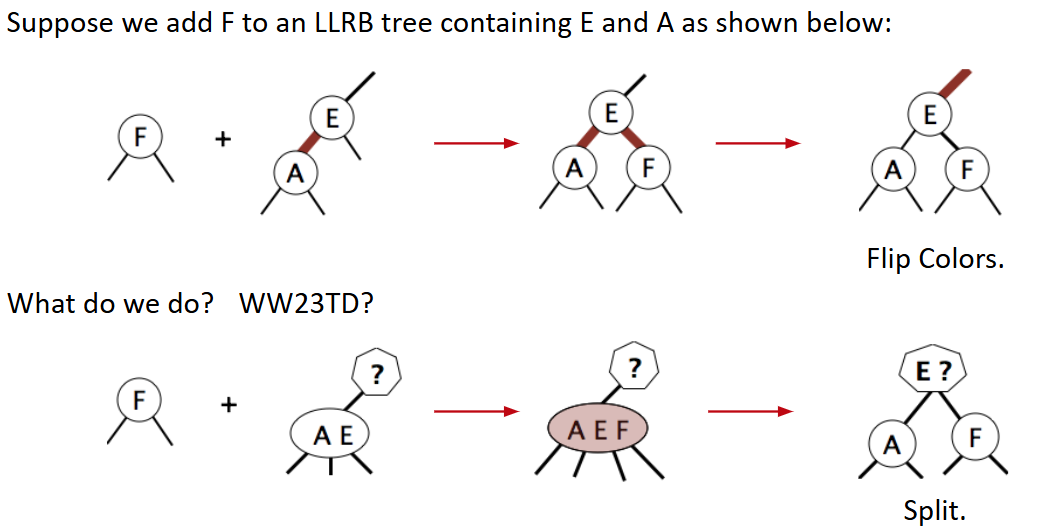 Suppose we add F to an LLRB tree containing E and A as shown below:
F + E A
E A F
E A F
Flip Colors.
What do we do? WW23TD?
F + ? A E
? A E F
E ? A F
Split.